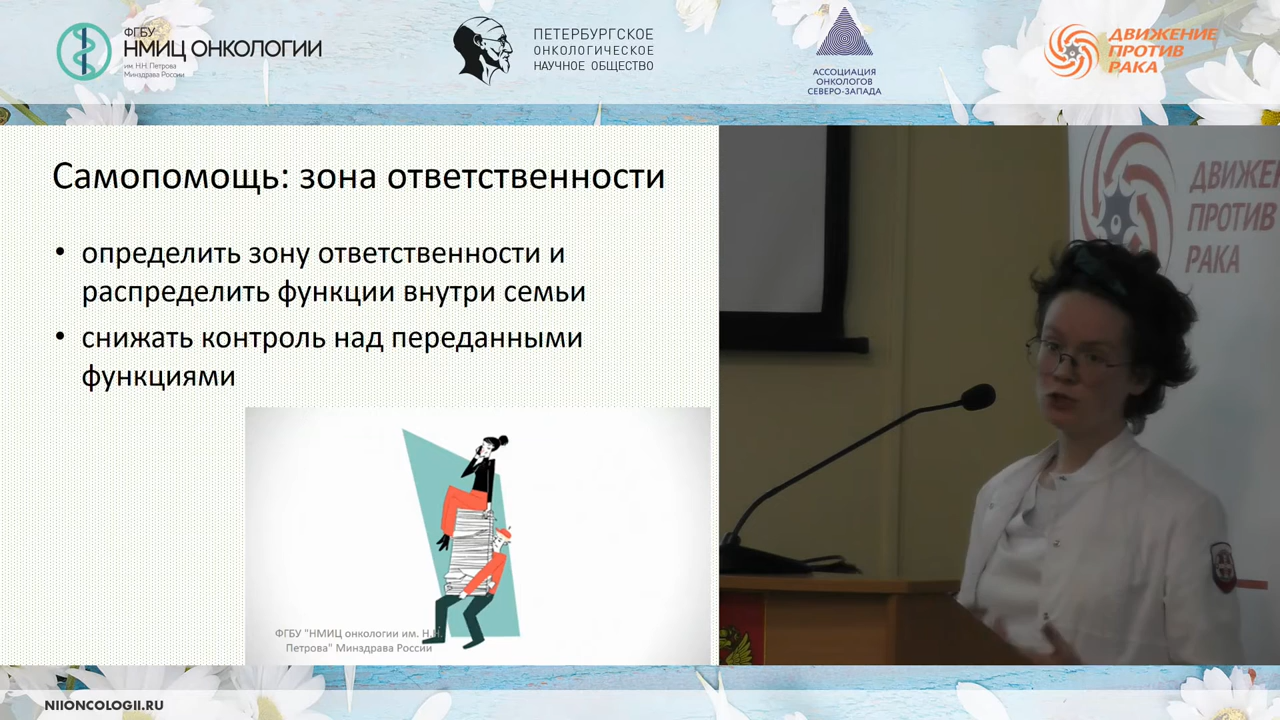 ФГБУ
НМИЦ ОНКОЛОГИИ
им. Н.Н. Петрова
Минздрава России
ПЕТЕРБУРГСКОЕ
ОНКОЛОГИЧЕСКОЕ
НАУЧНОЕ ОБЩЕСТВО
АССОЦИАЦИЯ
ОНКОЛОГОВ
СЕВЕРО-ЗАПАДА
ДВИЖЕНИЕ
ПРОТИВ
РАКА
Самопомощь: зона ответственности
• определить зону ответственности и
распределить функции внутри семьи
• снижать контроль над переданными
функциями
ФГБУ "НМИЦ онкологии им. Н.Н.
Петрова" Минздрава России
ПРОТИВ
РАКА
NIIONCOLOGII.RU